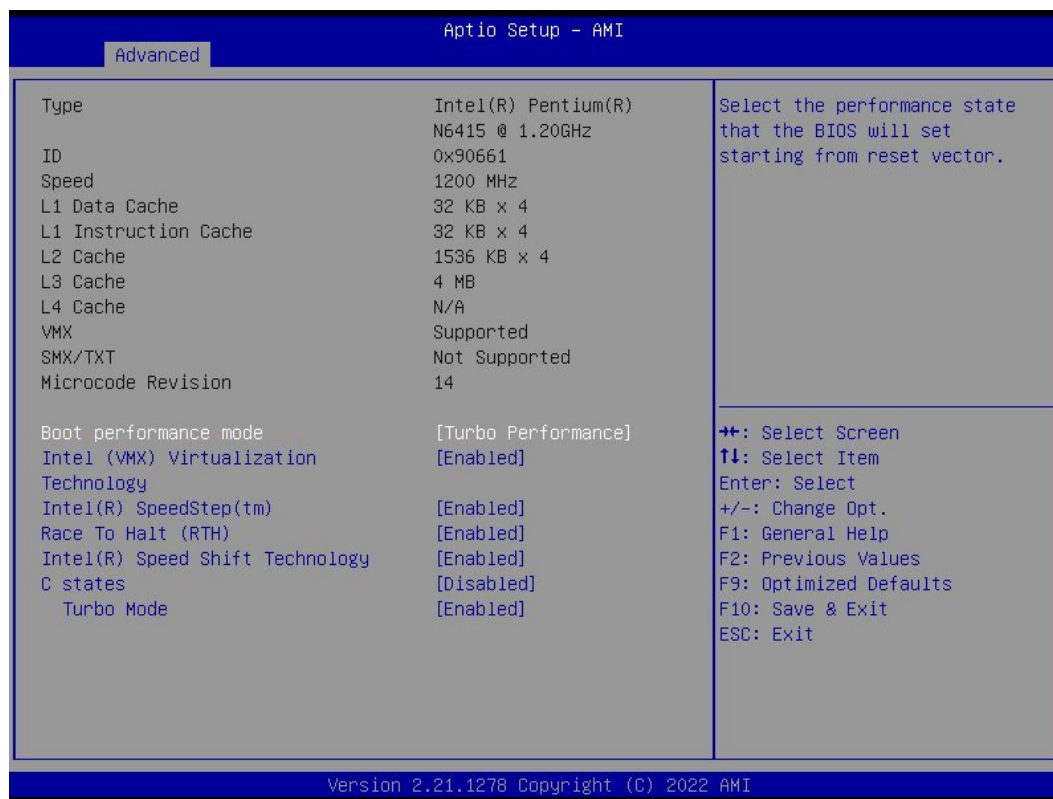 Aptio Setup – AMI
Advanced
Type Intel(R) Pentium(R)
N6415 @ 1.20GHz
ID 0x90661
Speed 1200 MHz
L1 Data Cache 32 KB x 4
L1 Instruction Cache 32 KB x 4
L2 Cache 1536 KB x 4
L3 Cache 4 MB
L4 Cache N/A
VMX Supported
SMX/TXT Not Supported
Microcode Revision 14
Boot performance mode [Turbo Performance]
Intel (VMX) Virtualization [Enabled]
Technology
Intel(R) SpeedStep(tm) [Enabled]
Race To Halt (RTH) [Enabled]
Intel(R) Speed Shift Technology [Enabled]
C states [Disabled]
Turbo Mode [Enabled]
Select the performance state
that the BIOS will set
starting from reset vector.
→←: Select Screen
↑↓: Select Item
Enter: Select
+/-: Change Opt.
F1: General Help
F2: Previous Values
F9: Optimized Defaults
F10: Save & Exit
ESC: Exit
Version 2.21.1278 Copyright (C) 2022 AMI